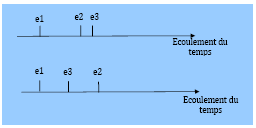 e1 e2 e3
Ecoulement du
temps
e1 e3 e2
Ecoulement du
temps